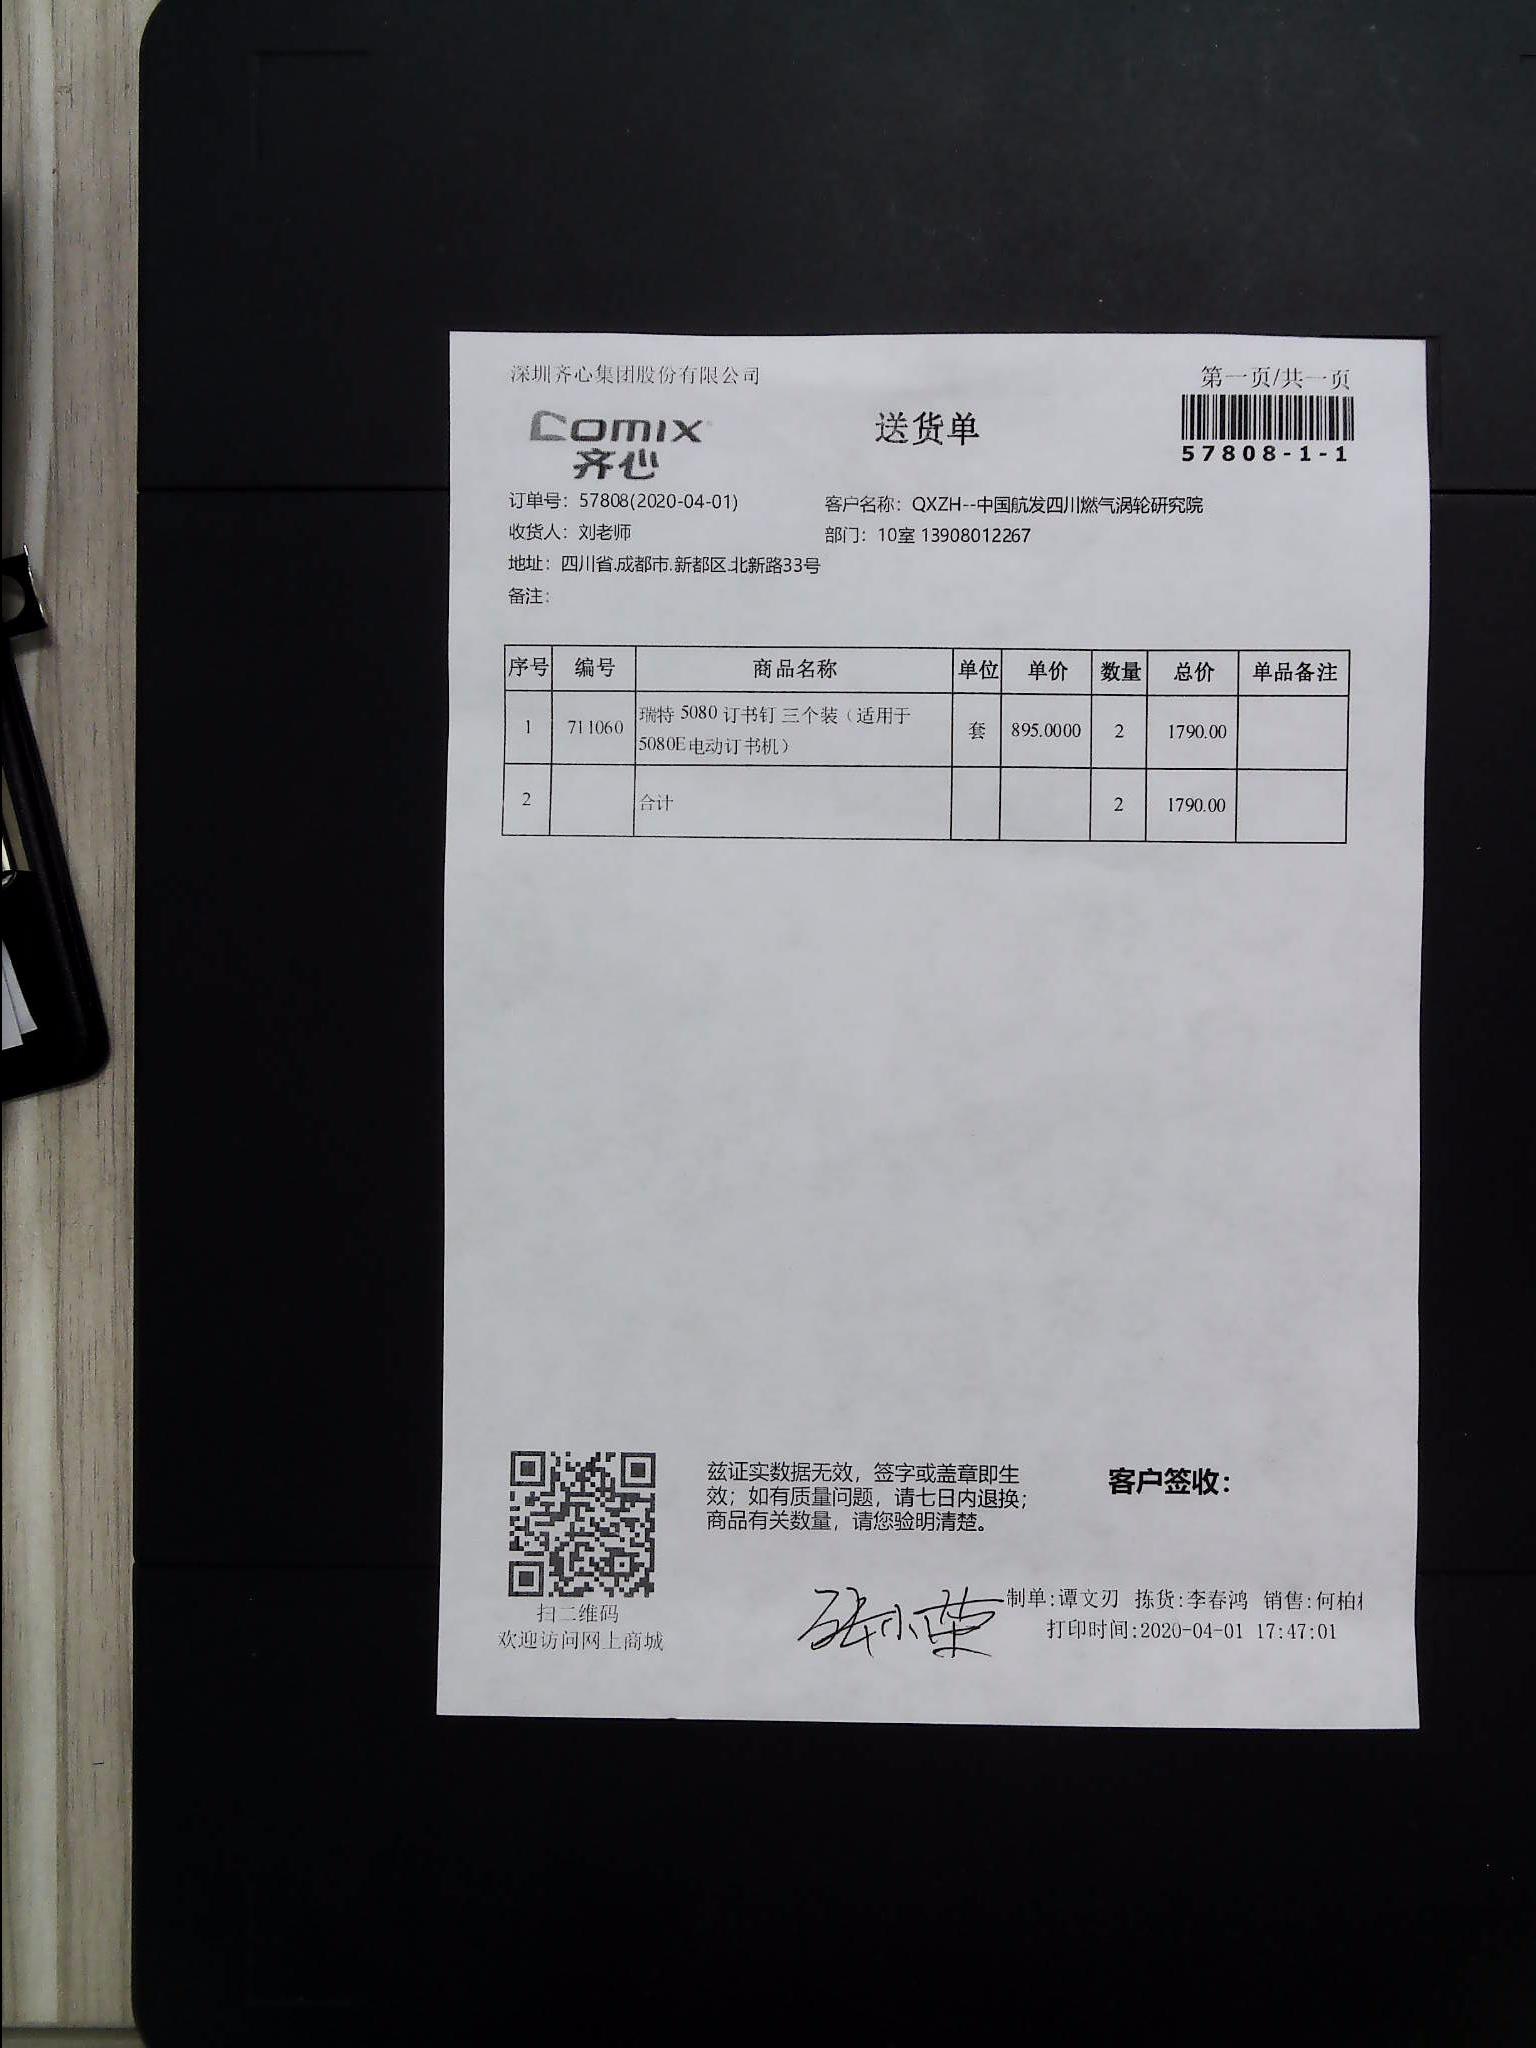 深圳齐心集团股份有限公司
第一页/共一页
comix
齐心
送货单
57808-1-1
订单号：57808(2020-04-01)
客户名称：QXZH--中国航发四川燃气涡轮研究院
收货人：刘老师
部门：10室 13908012267
地址：四川省.成都市.新都区.北新路33号
备注：
序号 编号 商品名称 单位 单价 数量 总价 单品备注
1 711060 瑞特 5080 订书钉 三个装（适用于
5080E电动订书机） 套 895.0000 2 1790.00
2 合计 2 1790.00
兹证实数据无效，签字或盖章即生
效；如有质量问题，请七日内退换；
商品有关数量，请您验明清楚。
客户签收：
扫二维码
欢迎访问网上商城
张小荣
制单:谭文刃 拣货:李春鸿 销售:何柏
打印时间:2020-04-01 17:47:01